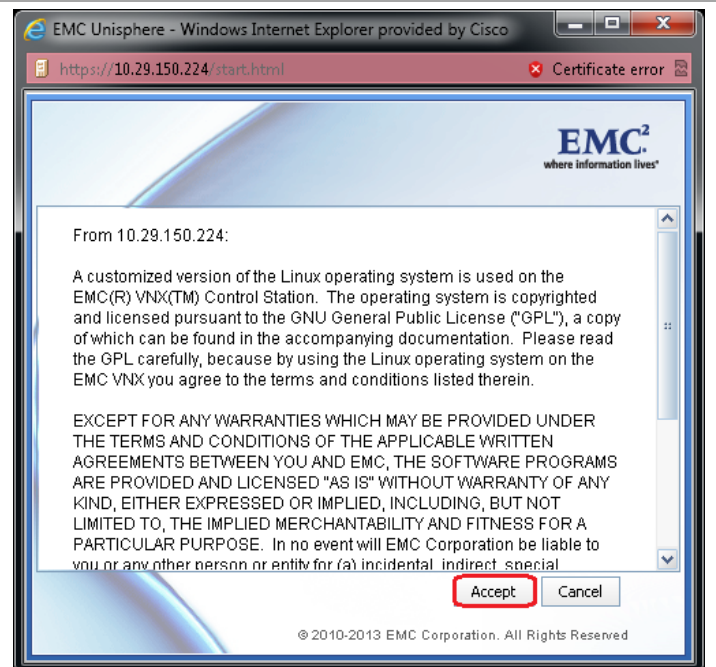 EMC Unisphere - Windows Internet Explorer provided by Cisco
https://10.29.150.224/start.html
Certificate error
EMC²
where information lives®
From 10.29.150.224:
A customized version of the Linux operating system is used on the
EMC(R) VNX(TM) Control Station. The operating system is copyrighted
and licensed pursuant to the GNU General Public License ("GPL"), a copy
of which can be found in the accompanying documentation. Please read
the GPL carefully, because by using the Linux operating system on the
EMC VNX you agree to the terms and conditions listed therein.
EXCEPT FOR ANY WARRANTIES WHICH MAY BE PROVIDED UNDER
THE TERMS AND CONDITIONS OF THE APPLICABLE WRITTEN
AGREEMENTS BETWEEN YOU AND EMC, THE SOFTWARE PROGRAMS
ARE PROVIDED AND LICENSED "AS IS" WITHOUT WARRANTY OF ANY
KIND, EITHER EXPRESSED OR IMPLIED, INCLUDING, BUT NOT
LIMITED TO, THE IMPLIED MERCHANTABILITY AND FITNESS FOR A
PARTICULAR PURPOSE. In no event will EMC Corporation be liable to
you or any other person or entity for (a) incidental, indirect, special
Accept
Cancel
© 2010-2013 EMC Corporation. All Rights Reserved